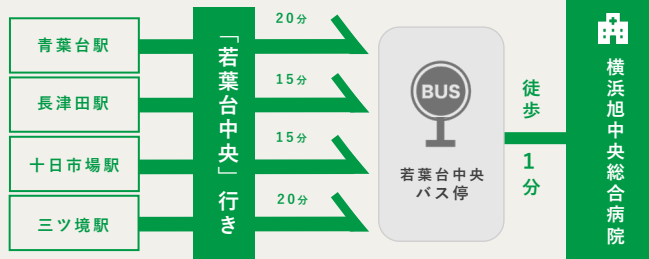 青葉台駅
長津田駅
十日市場駅
三ツ境駅
「若葉台中央」行き
20分
15分
15分
20分
BUS
若葉台中央
バス停
徒歩1分
横浜旭中央総合病院